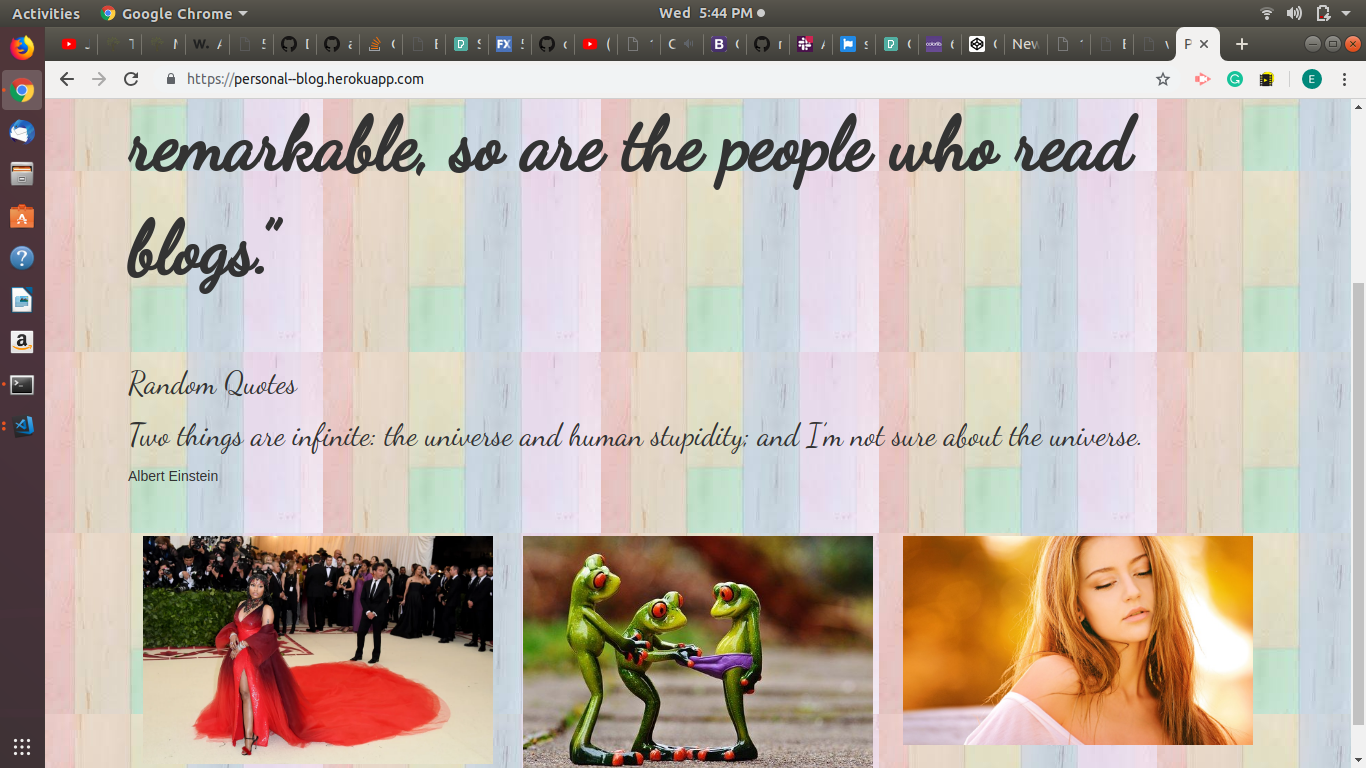 Activities
Google Chrome
Wed 5:44 PM
New
P
E
https://personal--blog.herokuapp.com
remarkable, so are the people who read
blogs.”
Random Quotes
Two things are infinite: the universe and human stupidity; and I'm not sure about the universe.
Albert Einstein